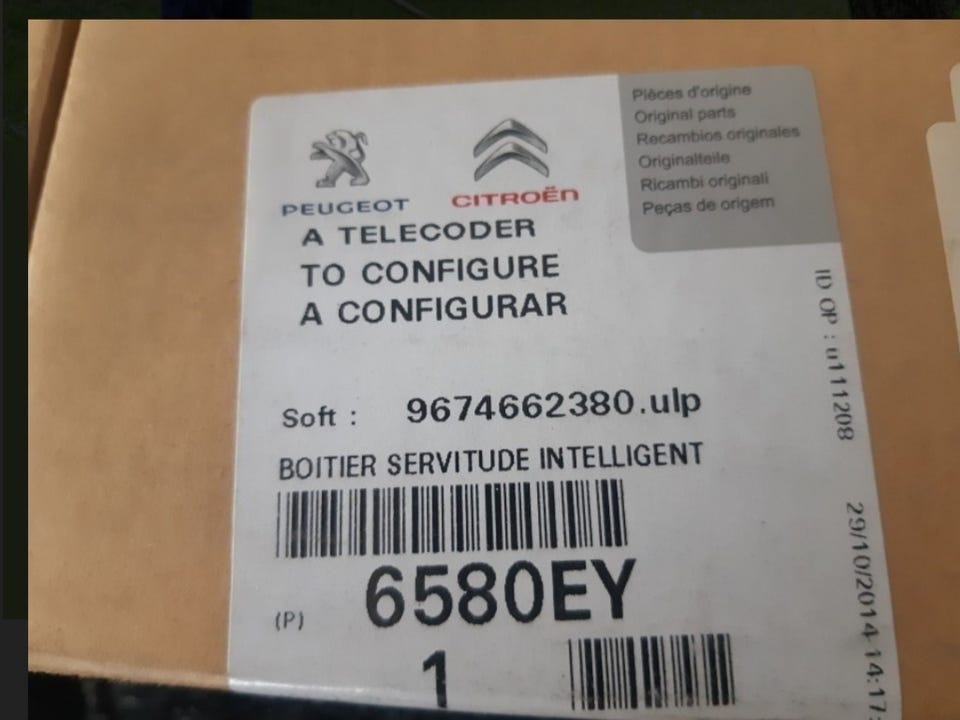 Pièces d'origine
Original parts
Recambios originales
Originalteile
Ricambi originali
Peças de origem
PEUGEOT
CITROËN
A TELECODER
TO CONFIGURE
A CONFIGURAR
ID OP : u111208
Soft : 9674662380.ulp
BOITIER SERVITUDE INTELLIGENT
29/10/2014 14:17
(P) 6580EY
1